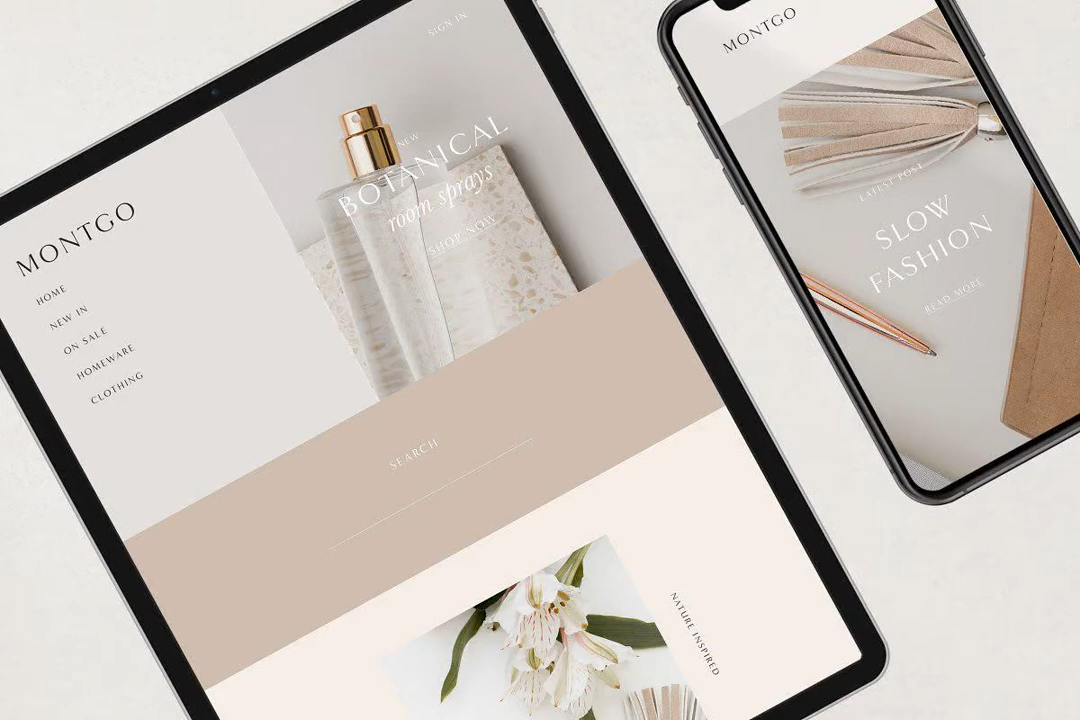 SIGN IN
MONTGO
HOME
NEW IN
ON SALE
HOMEWARE
CLOTHING
NEW
BOTANICAL
room sprays
SHOP NOW
SEARCH
NATURE INSPIRED
MONTGO
LATEST POST
SLOW
FASHION
READ MORE